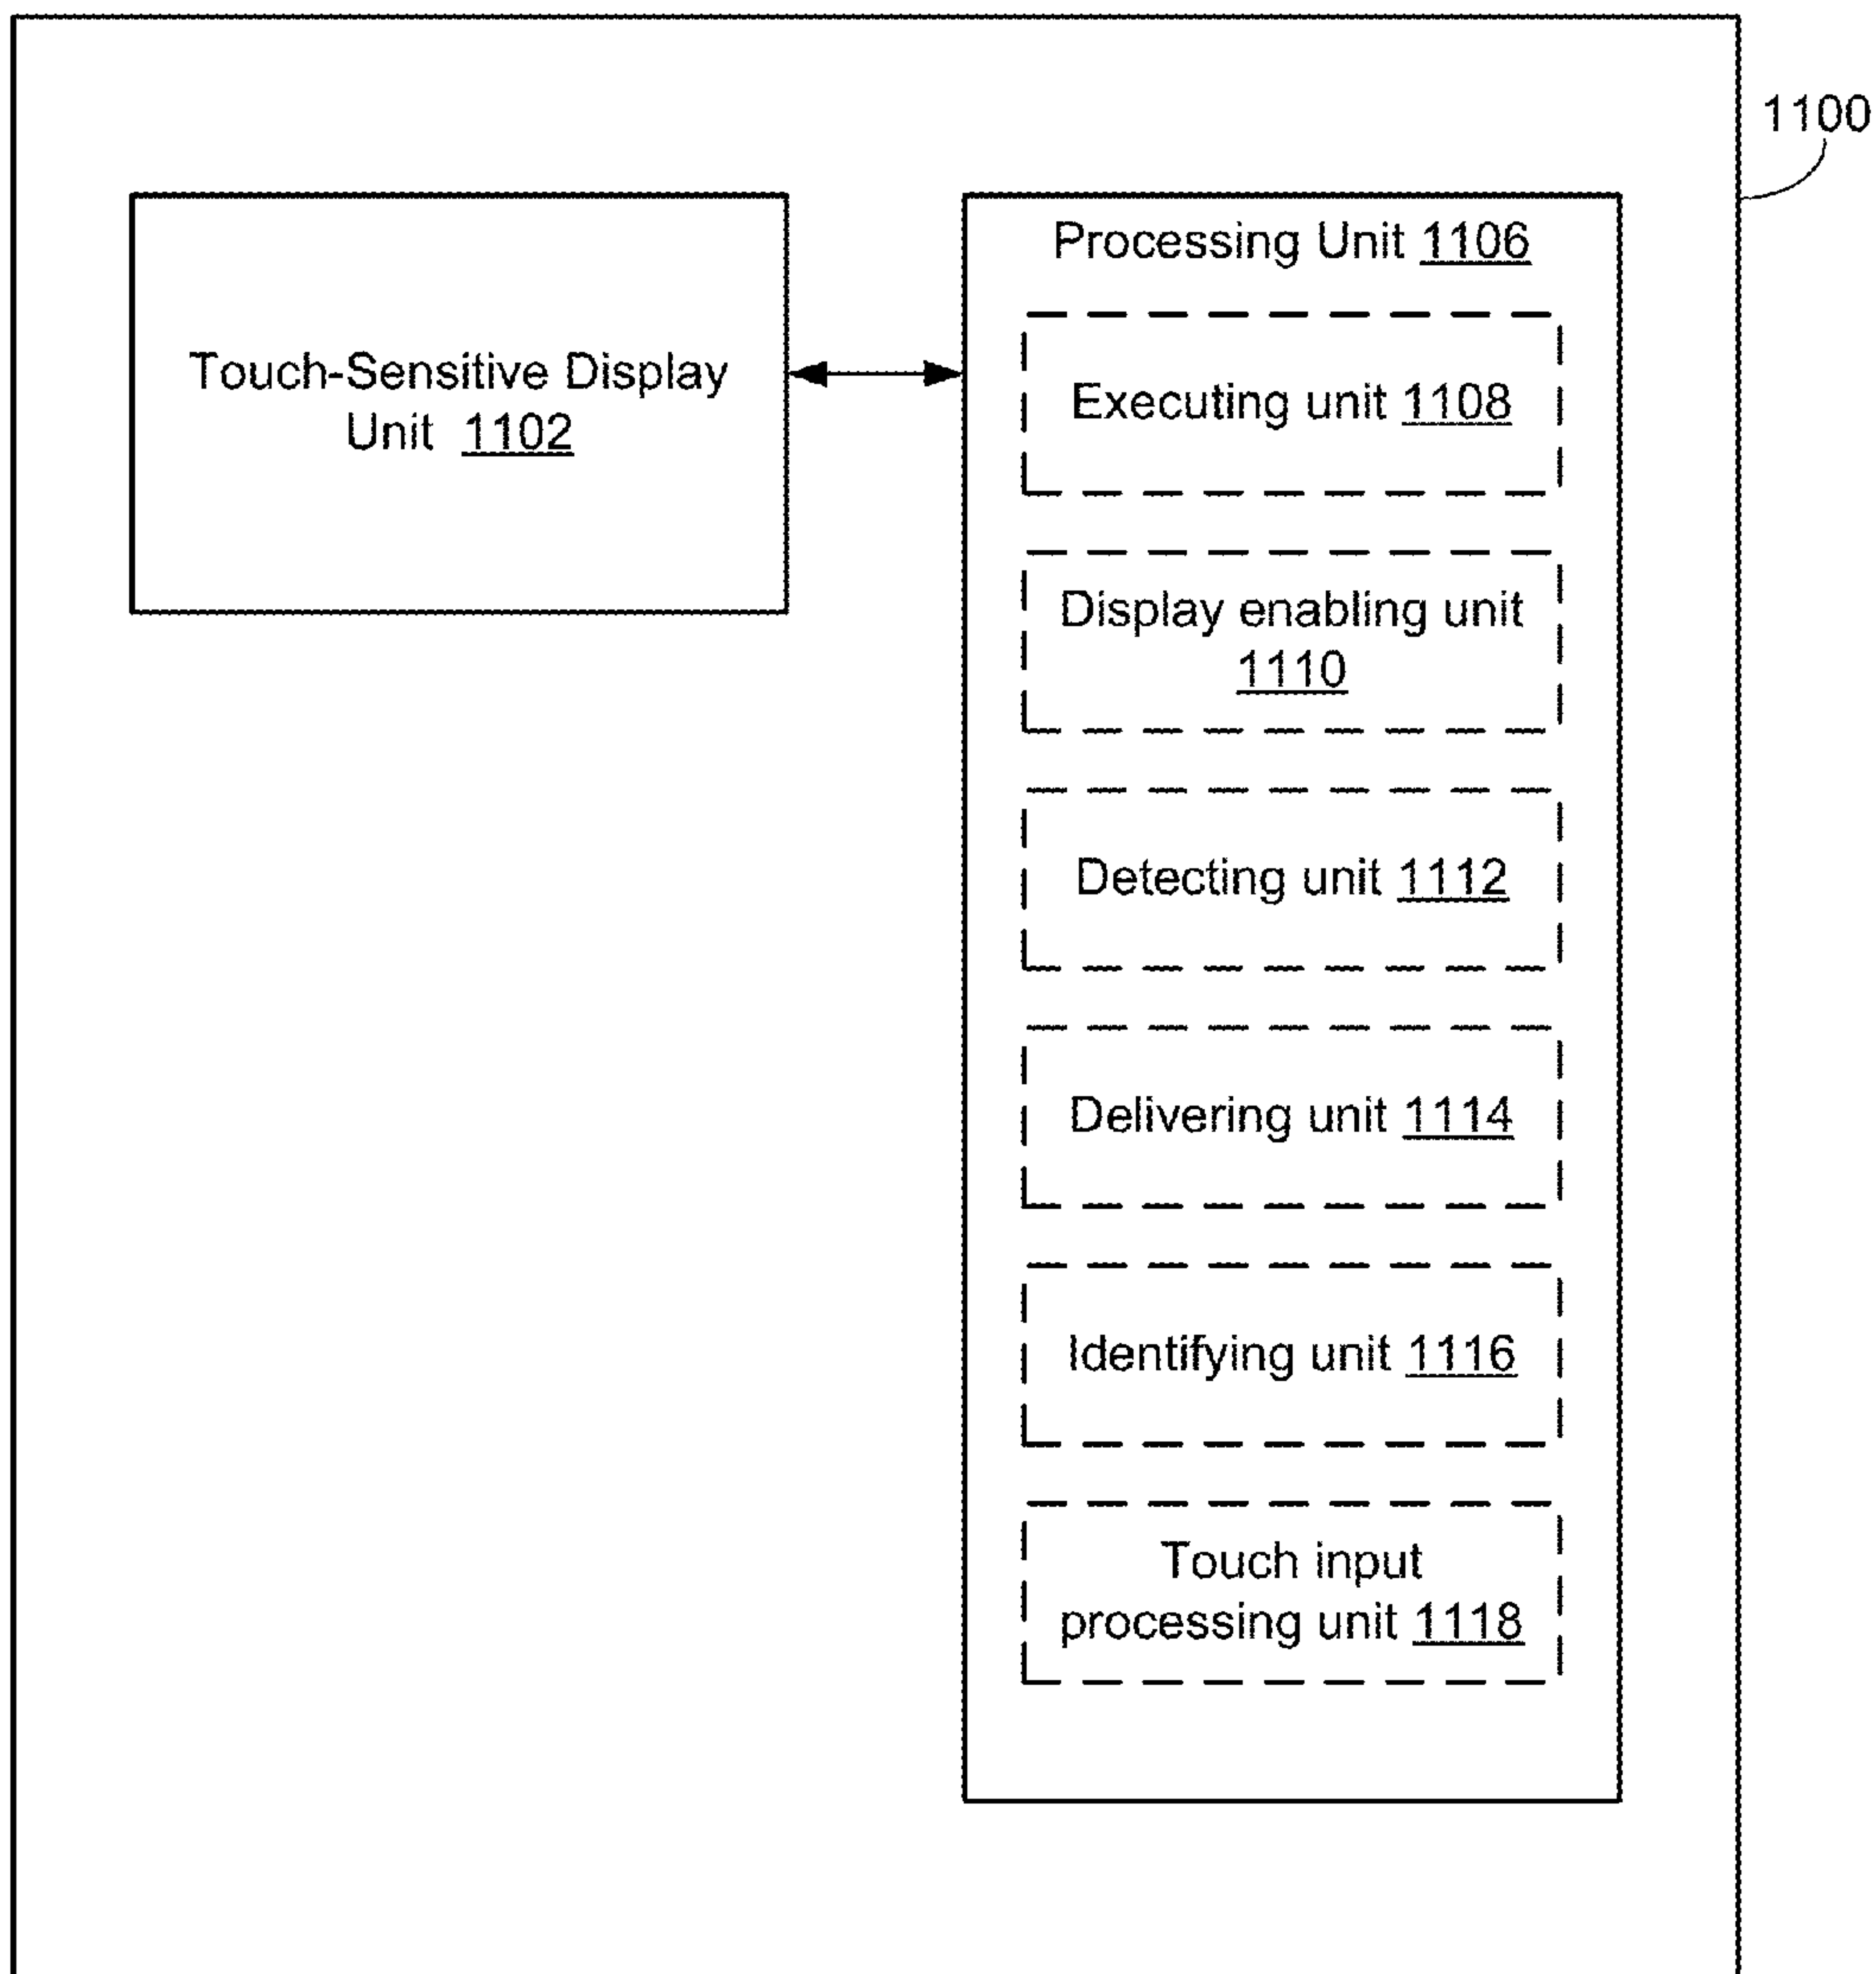 1100
Touch-Sensitive Display
Unit 1102
Processing Unit 1106
Executing unit 1108
Display enabling unit
1110
Detecting unit 1112
Delivering unit 1114
Identifying unit 1116
Touch input
processing unit 1118